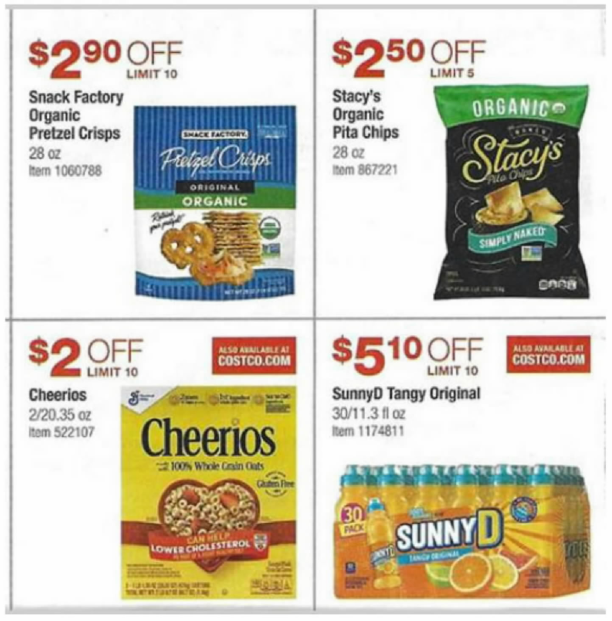 $2.90 OFF
LIMIT 10
Snack Factory
Organic
Pretzel Crisps
28 oz
Item 1060788
SNACK FACTORY
Pretzel Crisps
ORIGINAL
ORGANIC
$2.50 OFF
LIMIT 5
Stacy's
Organic
Pita Chips
28 oz
Item 867221
ORGANIC
BAKED
Stacy's
Pita Chips
SIMPLY NAKED
$2 OFF
LIMIT 10
ALSO AVAILABLE AT
COSTCO.COM
Cheerios
2/20.35 oz
Item 522107
Cheerios
100% Whole Grain Oats
Gluten Free
CAN HELP
LOWER CHOLESTEROL
$5.10 OFF
LIMIT 10
ALSO AVAILABLE AT
COSTCO.COM
SunnyD Tangy Original
30/11.3 fl oz
Item 1174811
30
PACK
SUNNYD
TANGY ORIGINAL